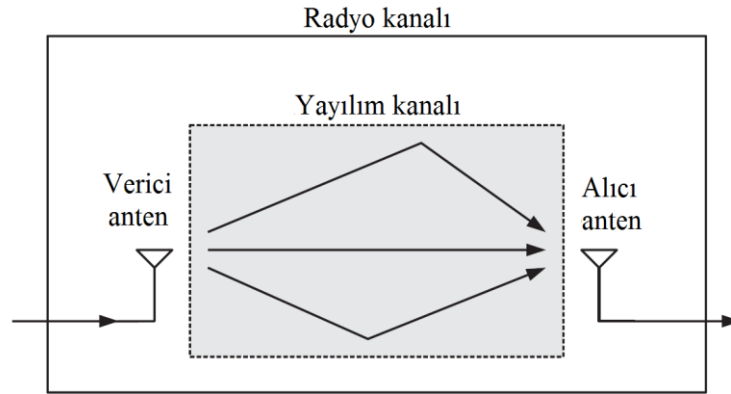 Radyo kanalı
Yayılım kanalı
Verici
anten
Alıcı
anten